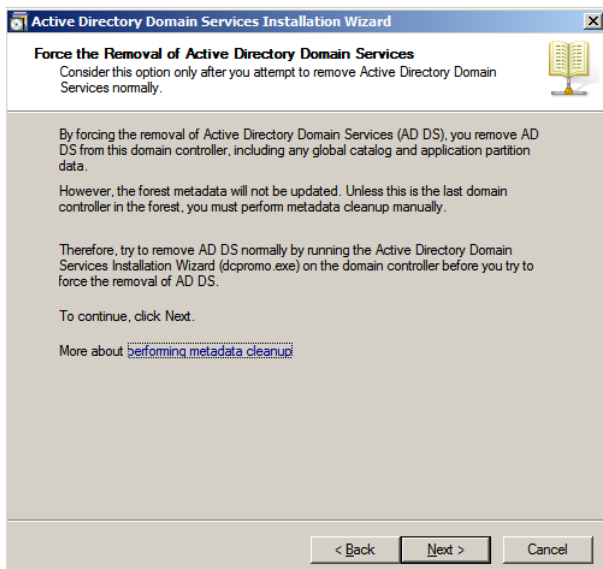 Active Directory Domain Services Installation Wizard
Force the Removal of Active Directory Domain Services
Consider this option only after you attempt to remove Active Directory Domain
Services normally.
By forcing the removal of Active Directory Domain Services (AD DS), you remove AD
DS from this domain controller, including any global catalog and application partition
data.
However, the forest metadata will not be updated. Unless this is the last domain
controller in the forest, you must perform metadata cleanup manually.
Therefore, try to remove AD DS normally by running the Active Directory Domain
Services Installation Wizard (dcpromo.exe) on the domain controller before you try to
force the removal of AD DS.
To continue, click Next.
More about performing metadata cleanup
< Back Next > Cancel